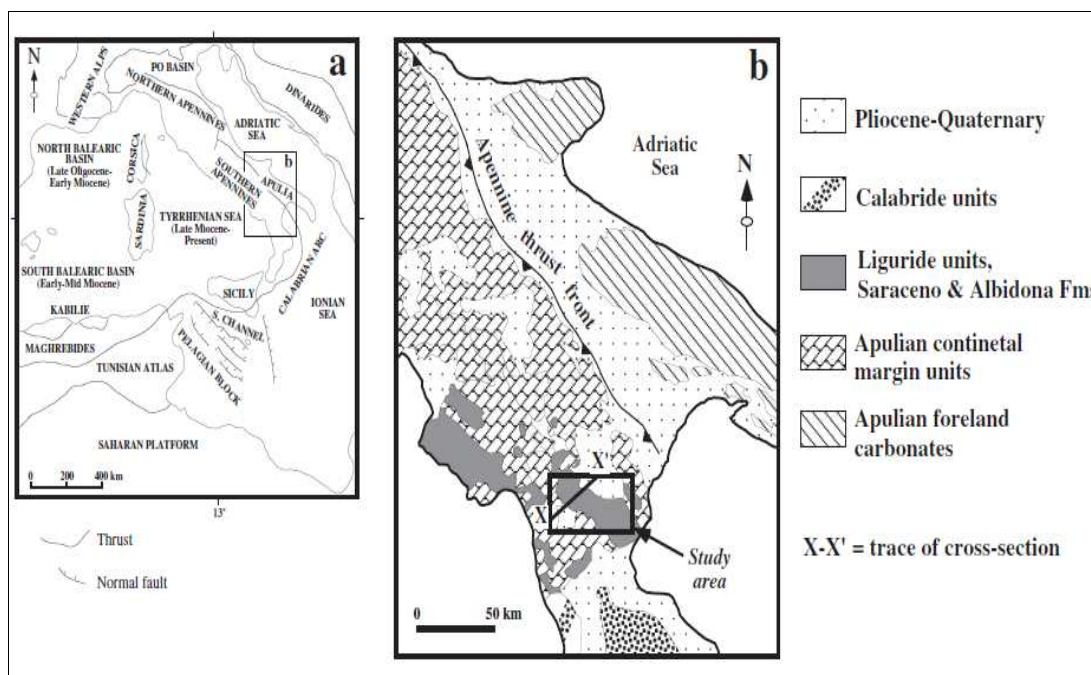 N
a
WESTERN ALPS
PO BASIN
NORTHERN APENNINES
DINARIDES
ADRIATIC
SEA
NORTH BALEARIC
BASIN
(Late Oligocene-
Early Miocene)
CORSICA
b
SOUTHERN
APENNINES
APULIA
SARDINIA
TYRRHENIAN SEA
(Late Miocene-
Present)
SOUTH BALEARIC BASIN
(Early-Mid Miocene)
CALABRIAN ARC
SICILY
IONIAN
SEA
KABILIE
S. CHANNEL
MAGHREBIDES
PELAGIAN BLOCK
TUNISIAN ATLAS
SAHARAN PLATFORM
0 200 400 km
13°
Thrust
Normal fault
b
Adriatic
Sea
N
Apennine thrust front
X'
X
Study
area
0 50 km
Pliocene-Quaternary
Calabride units
Liguride units,
Saraceno & Albidona Fms
Apulian continetal
margin units
Apulian foreland
carbonates
X-X' = trace of cross-section